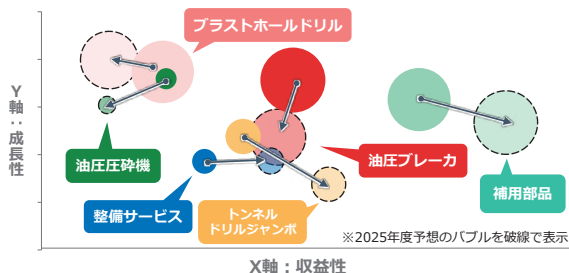 ブラストホールドリル
Y軸：成長性
油圧圧砕機
整備サービス
トンネル
ドリルジャンボ
油圧ブレーカ
補用部品
※2025年度予想のバブルを破線で表示
X軸：収益性